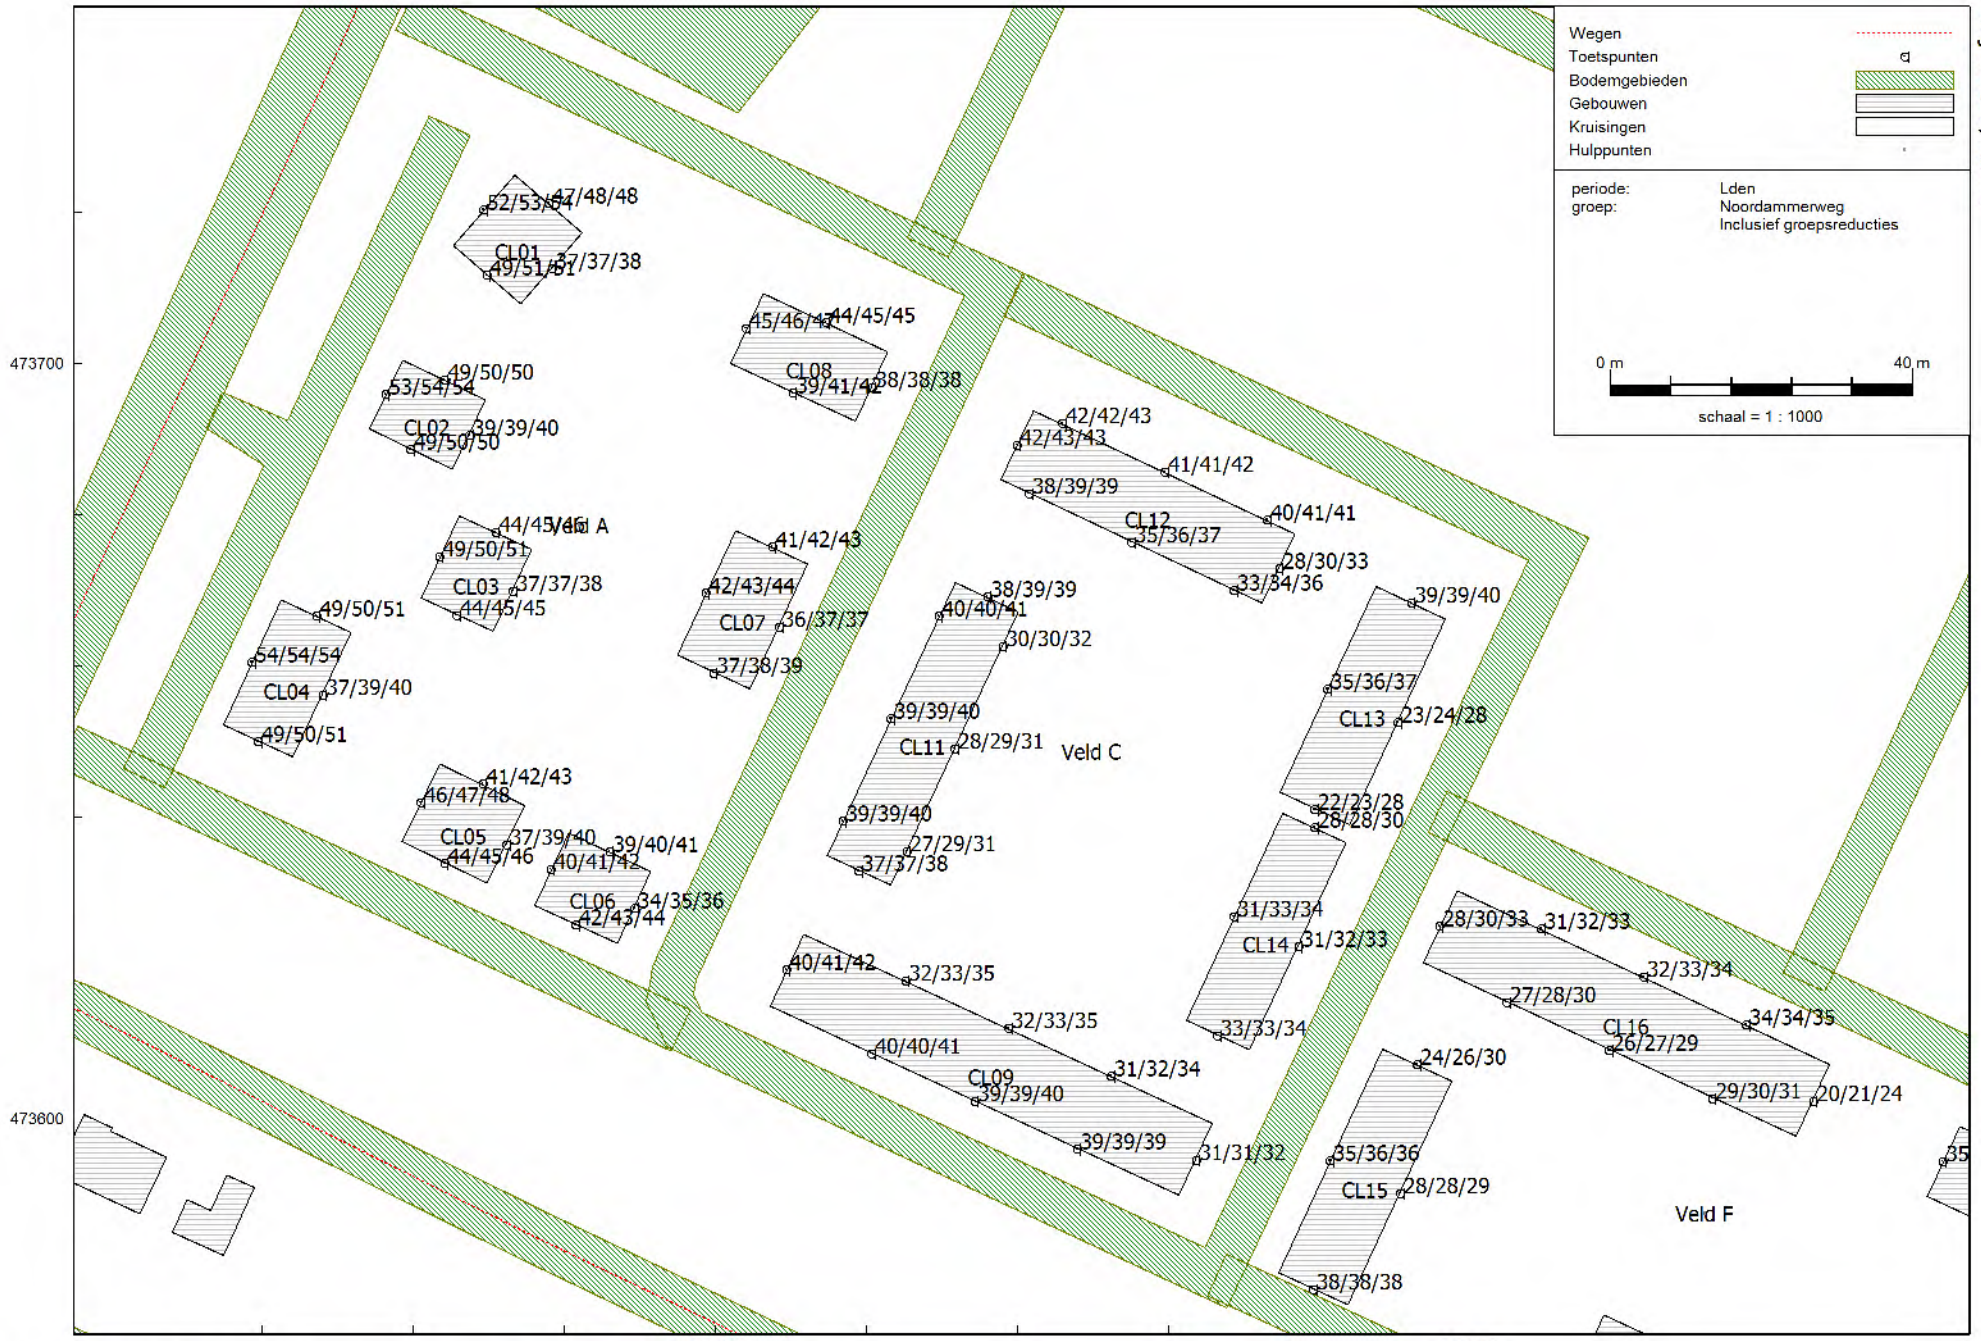 Wegen
Toetspunten
Bodemgebieden
Gebouwen
Kruisingen
Hulppunten
periode: Lden
groep: Noordammerweg
Inclusief groepsreducties
0 m 40 m
schaal = 1 : 1000
473700
473600
52/53/54
47/48/48
CL01
49/51/51
37/37/38
45/46/47
44/45/45
CL08
39/41/42
38/38/38
49/50/50
53/54/54
CL02
39/39/40
49/50/50
44/45/46
Veld A
49/50/51
CL03
37/37/38
44/45/45
41/42/43
42/43/44
CL07
36/37/37
37/38/39
49/50/51
54/54/54
CL04
37/39/40
49/50/51
41/42/43
46/47/48
CL05
37/39/40
44/45/46
39/40/41
40/41/42
CL06
34/35/36
42/43/44
42/42/43
42/43/43
41/41/42
38/39/39
CL12
40/41/41
35/36/37
28/30/33
33/34/36
38/39/39
40/40/41
30/30/32
39/39/40
CL11
28/29/31
39/39/40
27/29/31
37/37/38
Veld C
39/39/40
35/36/37
CL13
23/24/28
22/23/28
28/28/30
31/33/34
CL14
31/32/33
33/33/34
40/41/42
32/33/35
32/33/35
40/40/41
CL09
31/32/34
39/39/40
39/39/39
31/31/32
28/30/33
31/32/33
32/33/34
27/28/30
CL16
34/34/35
26/27/29
29/30/31
20/21/24
24/26/30
35/36/36
CL15
28/28/29
38/38/38
Veld F
35